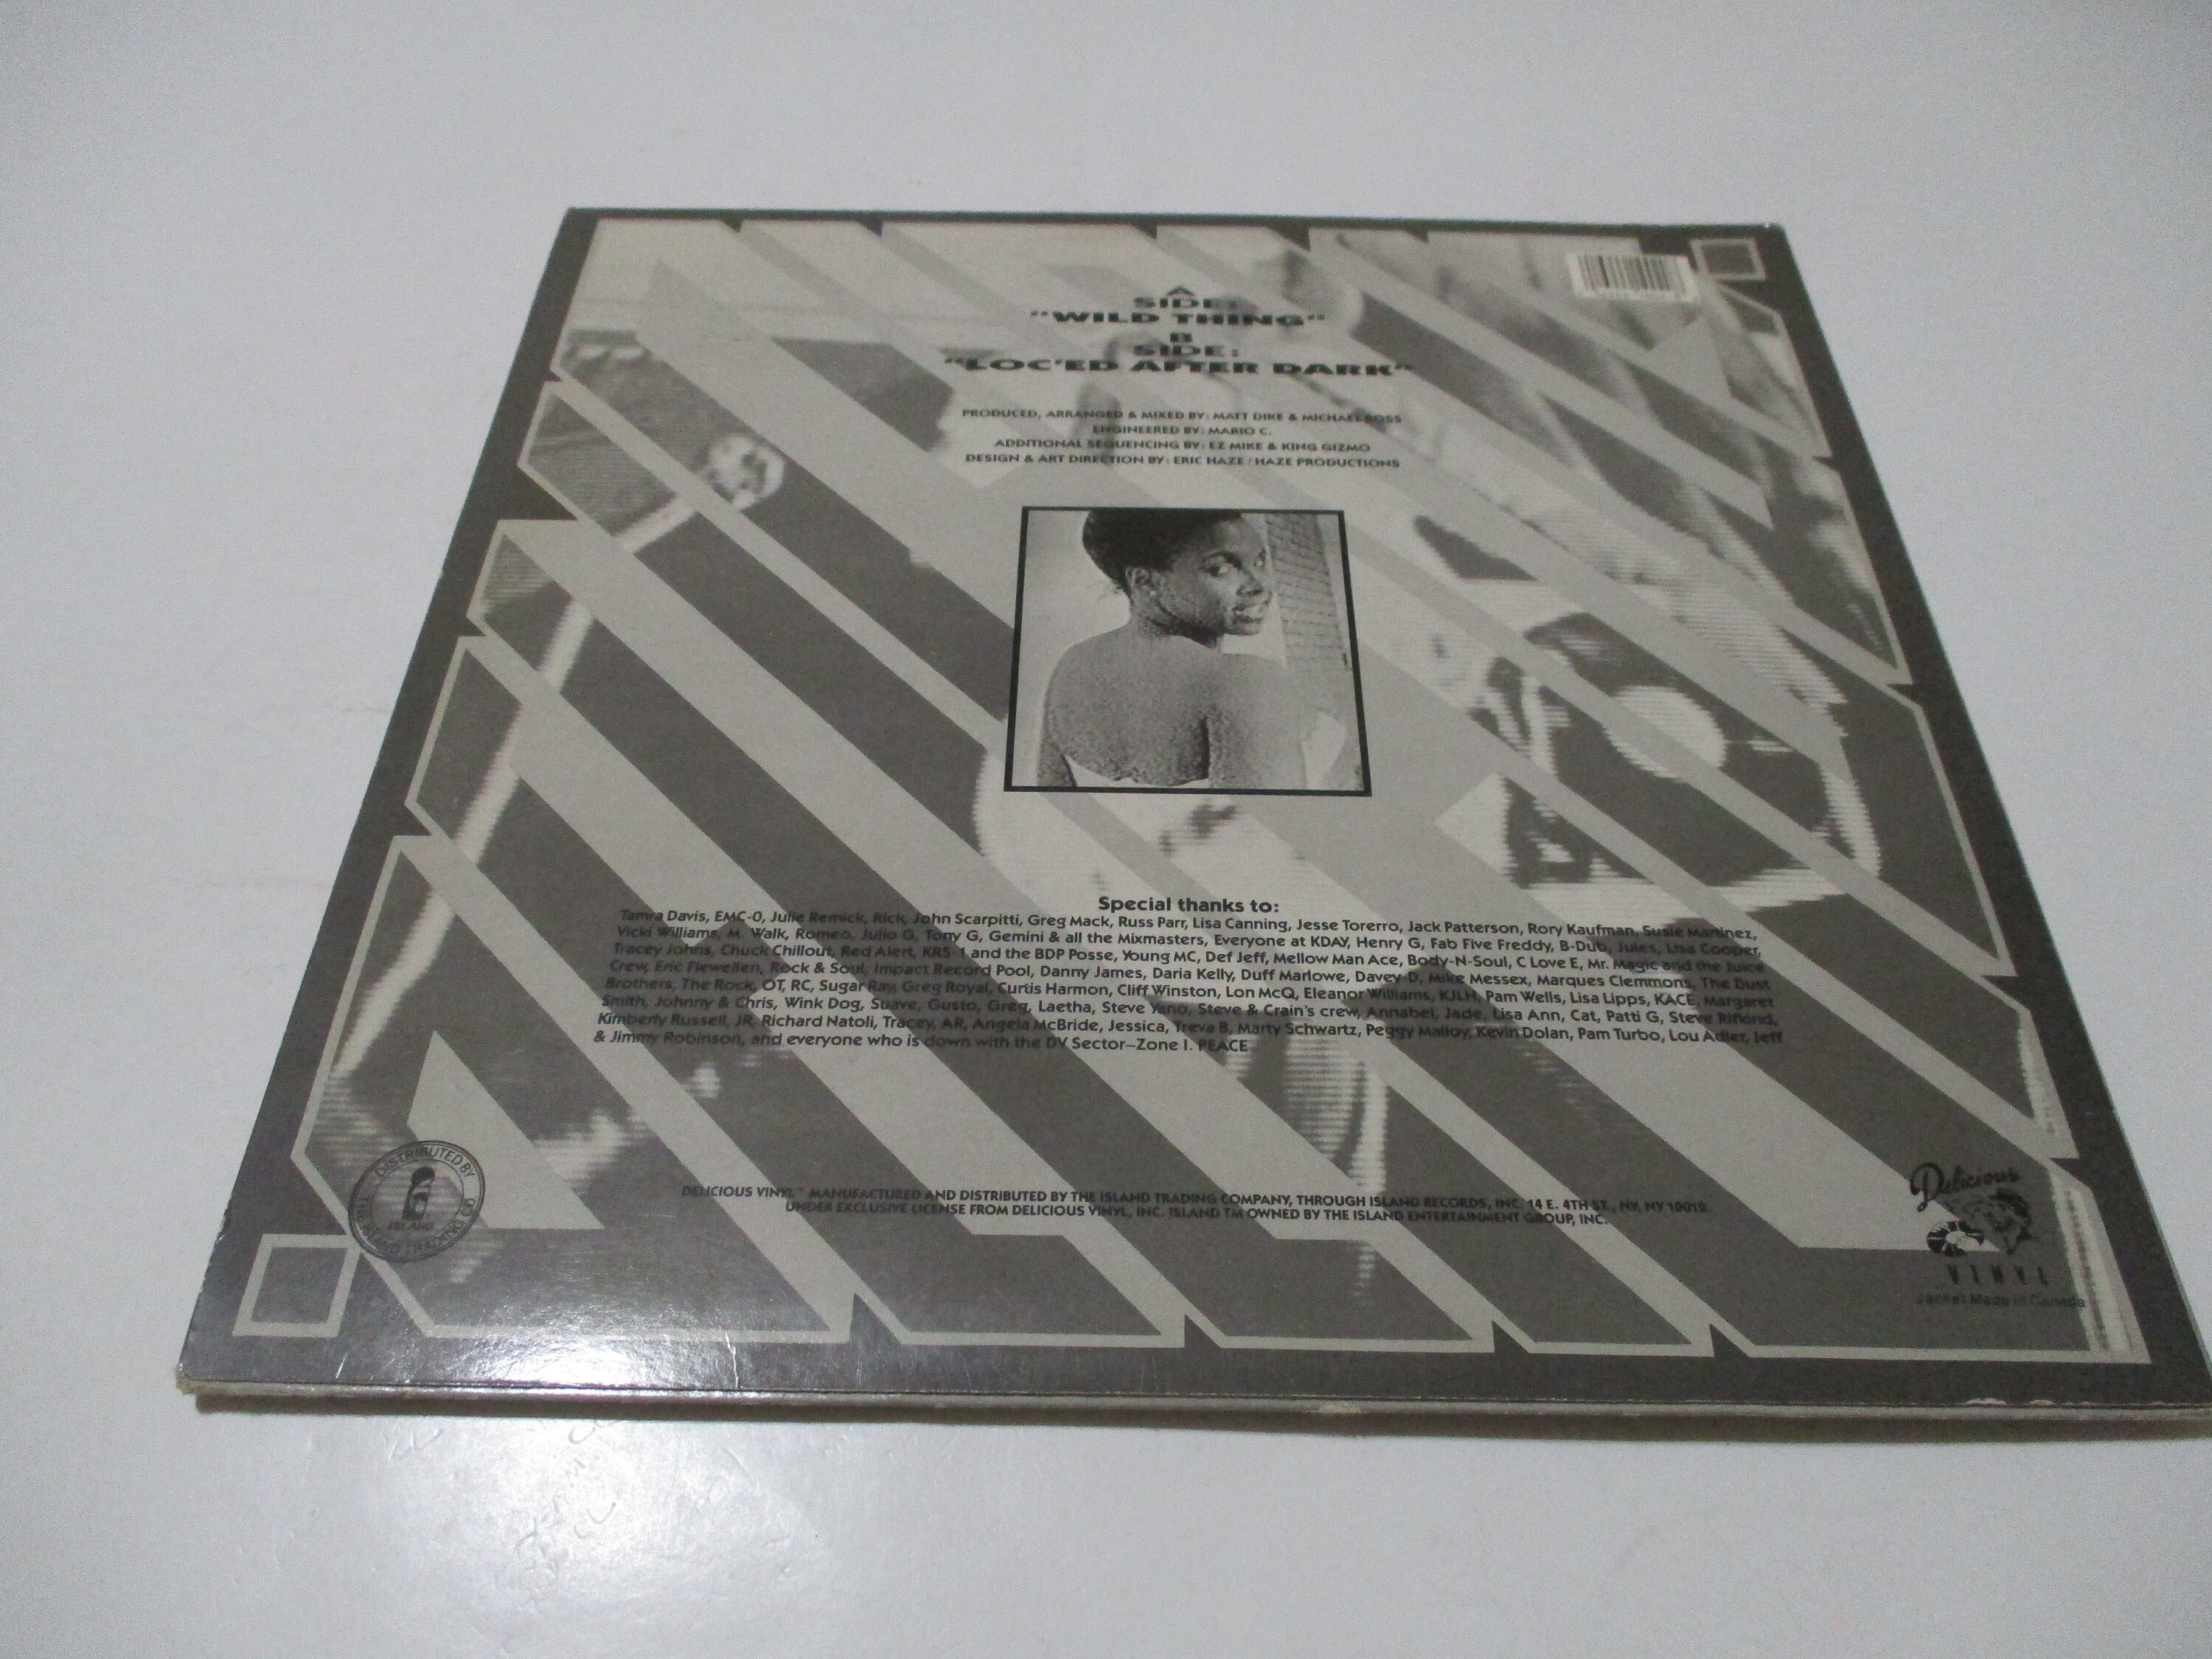 A
SIDE:
"WILD THING"
B
SIDE:
"LOC'ED AFTER DARK"
PRODUCED, ARRANGED & MIXED BY: MATT DIKE & MICHAEL ROSS
ENGINEERED BY: MARIO C.
ADDITIONAL SEQUENCING BY: EZ MIKE & KING GIZMO
DESIGN & ART DIRECTION BY: ERIC HAZE / HAZE PRODUCTIONS
Special thanks to:
Tamra Davis, EMC-0, Julie Remick, Rick, John Scarpitti, Greg Mack, Russ Parr, Lisa Canning, Jesse Torerro, Jack Patterson, Rory Kaufman, Susie Martinez,
Vicki Williams, M. Walk, Romeo, Julio G, Tony G, Gemini & all the Mixmasters, Everyone at KDAY, Henry G, Fab Five Freddy, B-Dub, Jules, Lisa Cooper,
Tracey Johns, Chuck Chillout, Red Alert, KRS-1 and the BDP Posse, Young MC, Def Jeff, Mellow Man Ace, Body-N-Soul, C Love E, Mr. Magic and the Juice
Crew, Eric Flewellen, Rock & Soul, Impact Record Pool, Danny James, Daria Kelly, Duff Marlowe, Davey-D, Mike Messex, Marques Clemmons, The Dust
Brothers, The Rock, OT, RC, Sugar Ray, Greg Royal, Curtis Harmon, Cliff Winston, Lon McQ, Eleanor Williams, KJLH, Pam Wells, Lisa Lipps, KACE, Margaret
Smith, Johnny & Chris, Wink Dog, Suave, Gusto, Greg, Laetha, Steve Yano, Steve & Crain's crew, Annabel, Jade, Lisa Ann, Cat, Patti G, Steve Rifkind,
Kimberly Russell, JR, Richard Natoli, Tracey, AR, Angela McBride, Jessica, Treva B, Marty Schwartz, Peggy Malloy, Kevin Dolan, Pam Turbo, Lou Adler, Jeff
& Jimmy Robinson, and everyone who is down with the DV Sector–Zone I. PEACE
DISTRIBUTED BY
THE ISLAND TRADING CO.
ISLAND
DELICIOUS VINYL™ MANUFACTURED AND DISTRIBUTED BY THE ISLAND TRADING COMPANY, THROUGH ISLAND RECORDS, INC. 14 E. 4TH ST., NY, NY 10012.
UNDER EXCLUSIVE LICENSE FROM DELICIOUS VINYL, INC. ISLAND TM OWNED BY THE ISLAND ENTERTAINMENT GROUP, INC.
Delicious
VINYL
Jacket Made in Canada